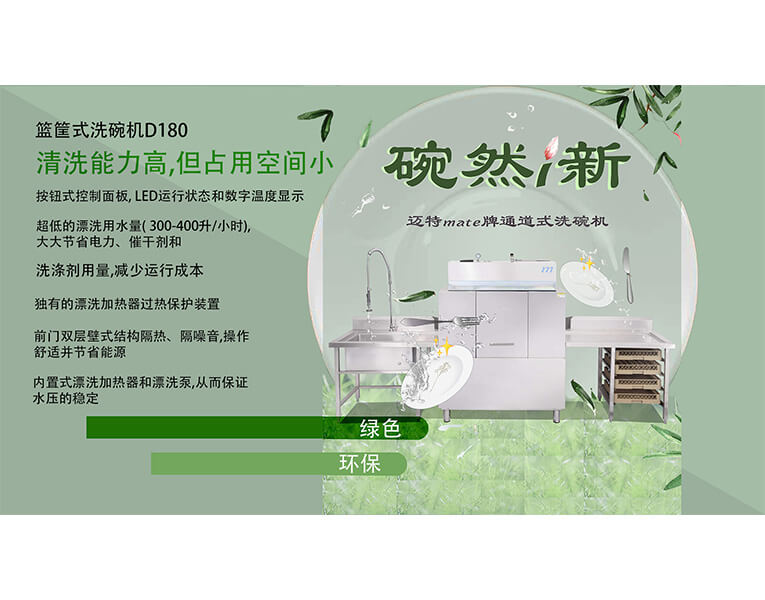 篮筐式洗碗机D180
清洗能力高,但占用空间小
按钮式控制面板, LED运行状态和数字温度显示
超低的漂洗用水量( 300-400升/小时),
大大节省电力、催干剂和
洗涤剂用量,减少运行成本
独有的漂洗加热器过热保护装置
前门双层壁式结构隔热、隔噪音,操作
舒适并节省能源
内置式漂洗加热器和漂洗泵,从而保证
水压的稳定
绿色
环保
碗然i新
迈特mate牌通道式洗碗机